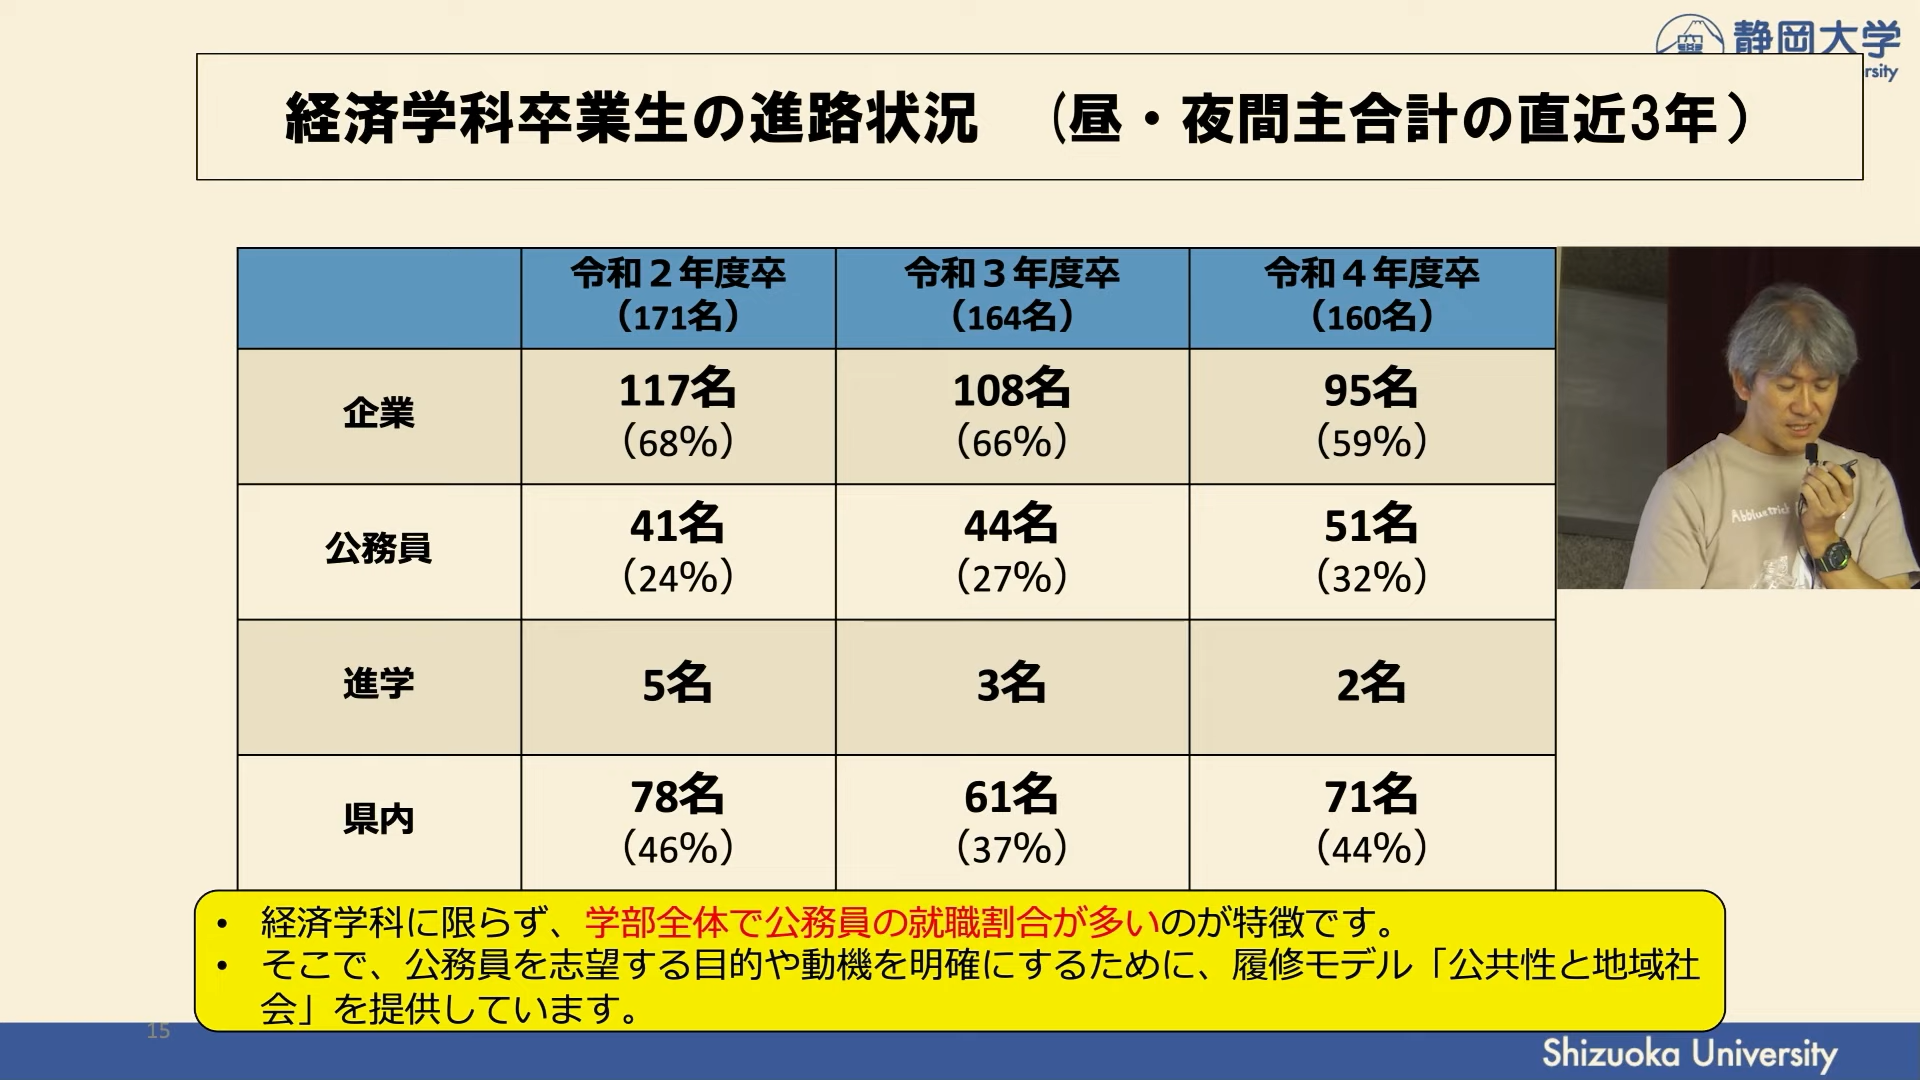 静岡大学
rsity
経済学科卒業生の進路状況 （昼・夜間主合計の直近3年）
令和２年度卒 令和３年度卒 令和４年度卒
（171名） （164名） （160名）
企業 117名 108名 95名
（68%） （66%） （59%）
公務員 41名 44名 51名
（24%） （27%） （32%）
進学 5名 3名 2名
県内 78名 61名 71名
（46%） （37%） （44%）
• 経済学科に限らず、学部全体で公務員の就職割合が多いのが特徴です。
• そこで、公務員を志望する目的や動機を明確にするために、履修モデル「公共性と地域社
会」を提供しています。
15
Shizuoka University